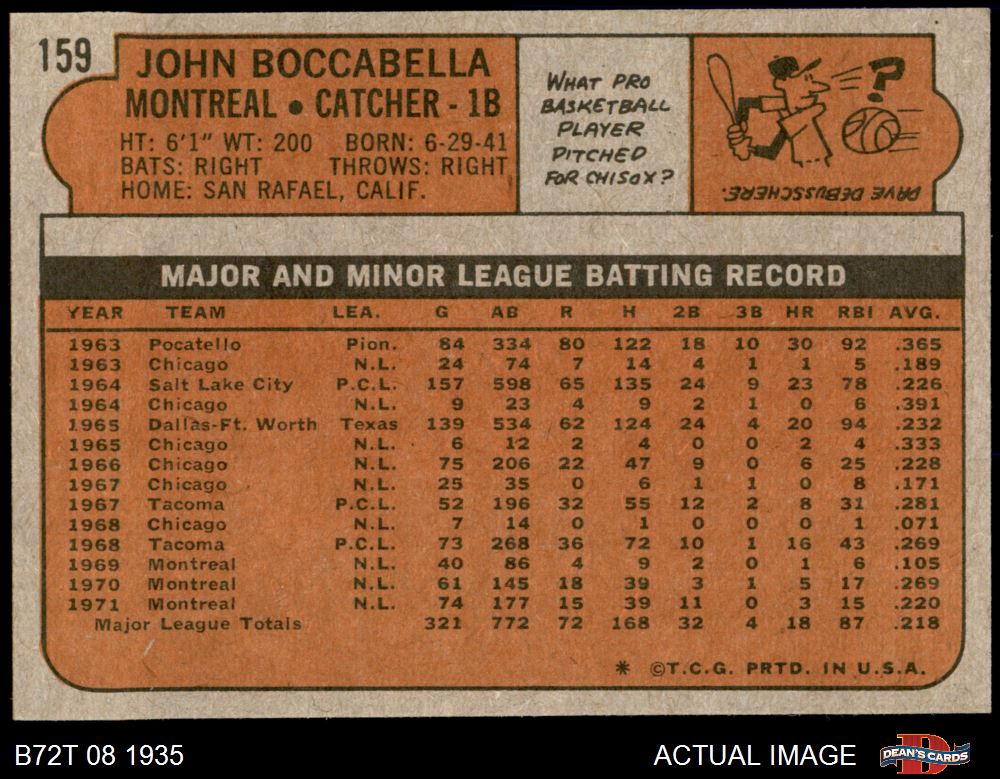 159
JOHN BOCCABELLA
MONTREAL • CATCHER - 1B
HT: 6'1" WT: 200 BORN: 6-29-41
BATS: RIGHT THROWS: RIGHT
HOME: SAN RAFAEL, CALIF.
WHAT PRO
BASKETBALL
PLAYER
PITCHED
FOR CHISOX?
?
DAVE DEBUSSCHERE.
MAJOR AND MINOR LEAGUE BATTING RECORD
YEAR TEAM LEA. G AB R H 2B 3B HR RBI AVG.
1963 Pocatello Pion. 84 334 80 122 18 10 30 92 .365
1963 Chicago N.L. 24 74 7 14 4 1 1 5 .189
1964 Salt Lake City P.C.L. 157 598 65 135 24 9 23 78 .226
1964 Chicago N.L. 9 23 4 9 2 1 0 6 .391
1965 Dallas-Ft. Worth Texas 139 534 62 124 24 4 20 94 .232
1965 Chicago N.L. 6 12 2 4 0 0 2 4 .333
1966 Chicago N.L. 75 206 22 47 9 0 6 25 .228
1967 Chicago N.L. 25 35 0 6 1 1 0 8 .171
1967 Tacoma P.C.L. 52 196 32 55 12 2 8 31 .281
1968 Chicago N.L. 7 14 0 1 0 0 0 1 .071
1968 Tacoma P.C.L. 73 268 36 72 10 1 16 43 .269
1969 Montreal N.L. 40 86 4 9 2 0 1 6 .105
1970 Montreal N.L. 61 145 18 39 3 1 5 17 .269
1971 Montreal N.L. 74 177 15 39 11 0 3 15 .220
Major League Totals 321 772 72 168 32 4 18 87 .218
* ©T.C.G. PRTD. IN U.S.A.
B72T 08 1935 ACTUAL IMAGE DEAN'S CARDS